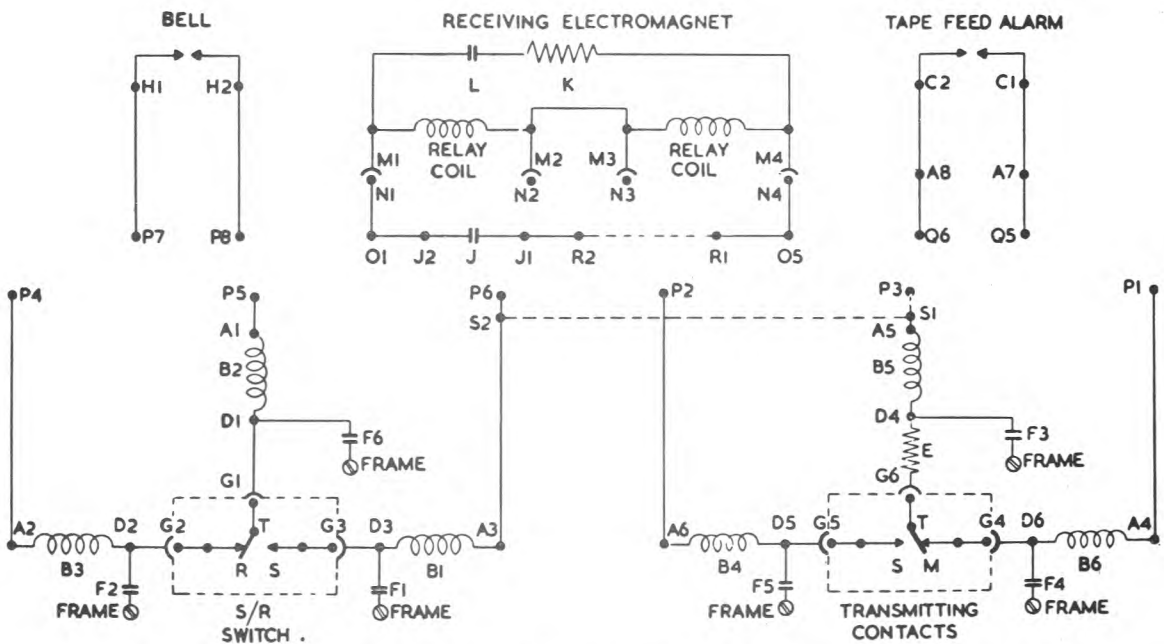 BELL
RECEIVING ELECTROMAGNET
TAPE FEED ALARM
H1 H2
L K
C2 C1
RELAY COIL
RELAY COIL
M1 M2 M3 M4
N1 N2 N3 N4
A8 A7
P7 P8
O1 J2 J J1 R2 R1 O5
Q6 Q5
P4 P5 P6 P2 P3 P1
S2 S1
A1 A5
B2 B5
D1 D4
F6 F3
FRAME FRAME
E
G1 G6
A2 D2 G2 T G3 D3 A3
A6 D5 G5 T G4 D6 A4
B3 R S B1
B4 S M B6
F2 F1 F5 F4
FRAME FRAME FRAME FRAME
S/R
SWITCH .
TRANSMITTING
CONTACTS